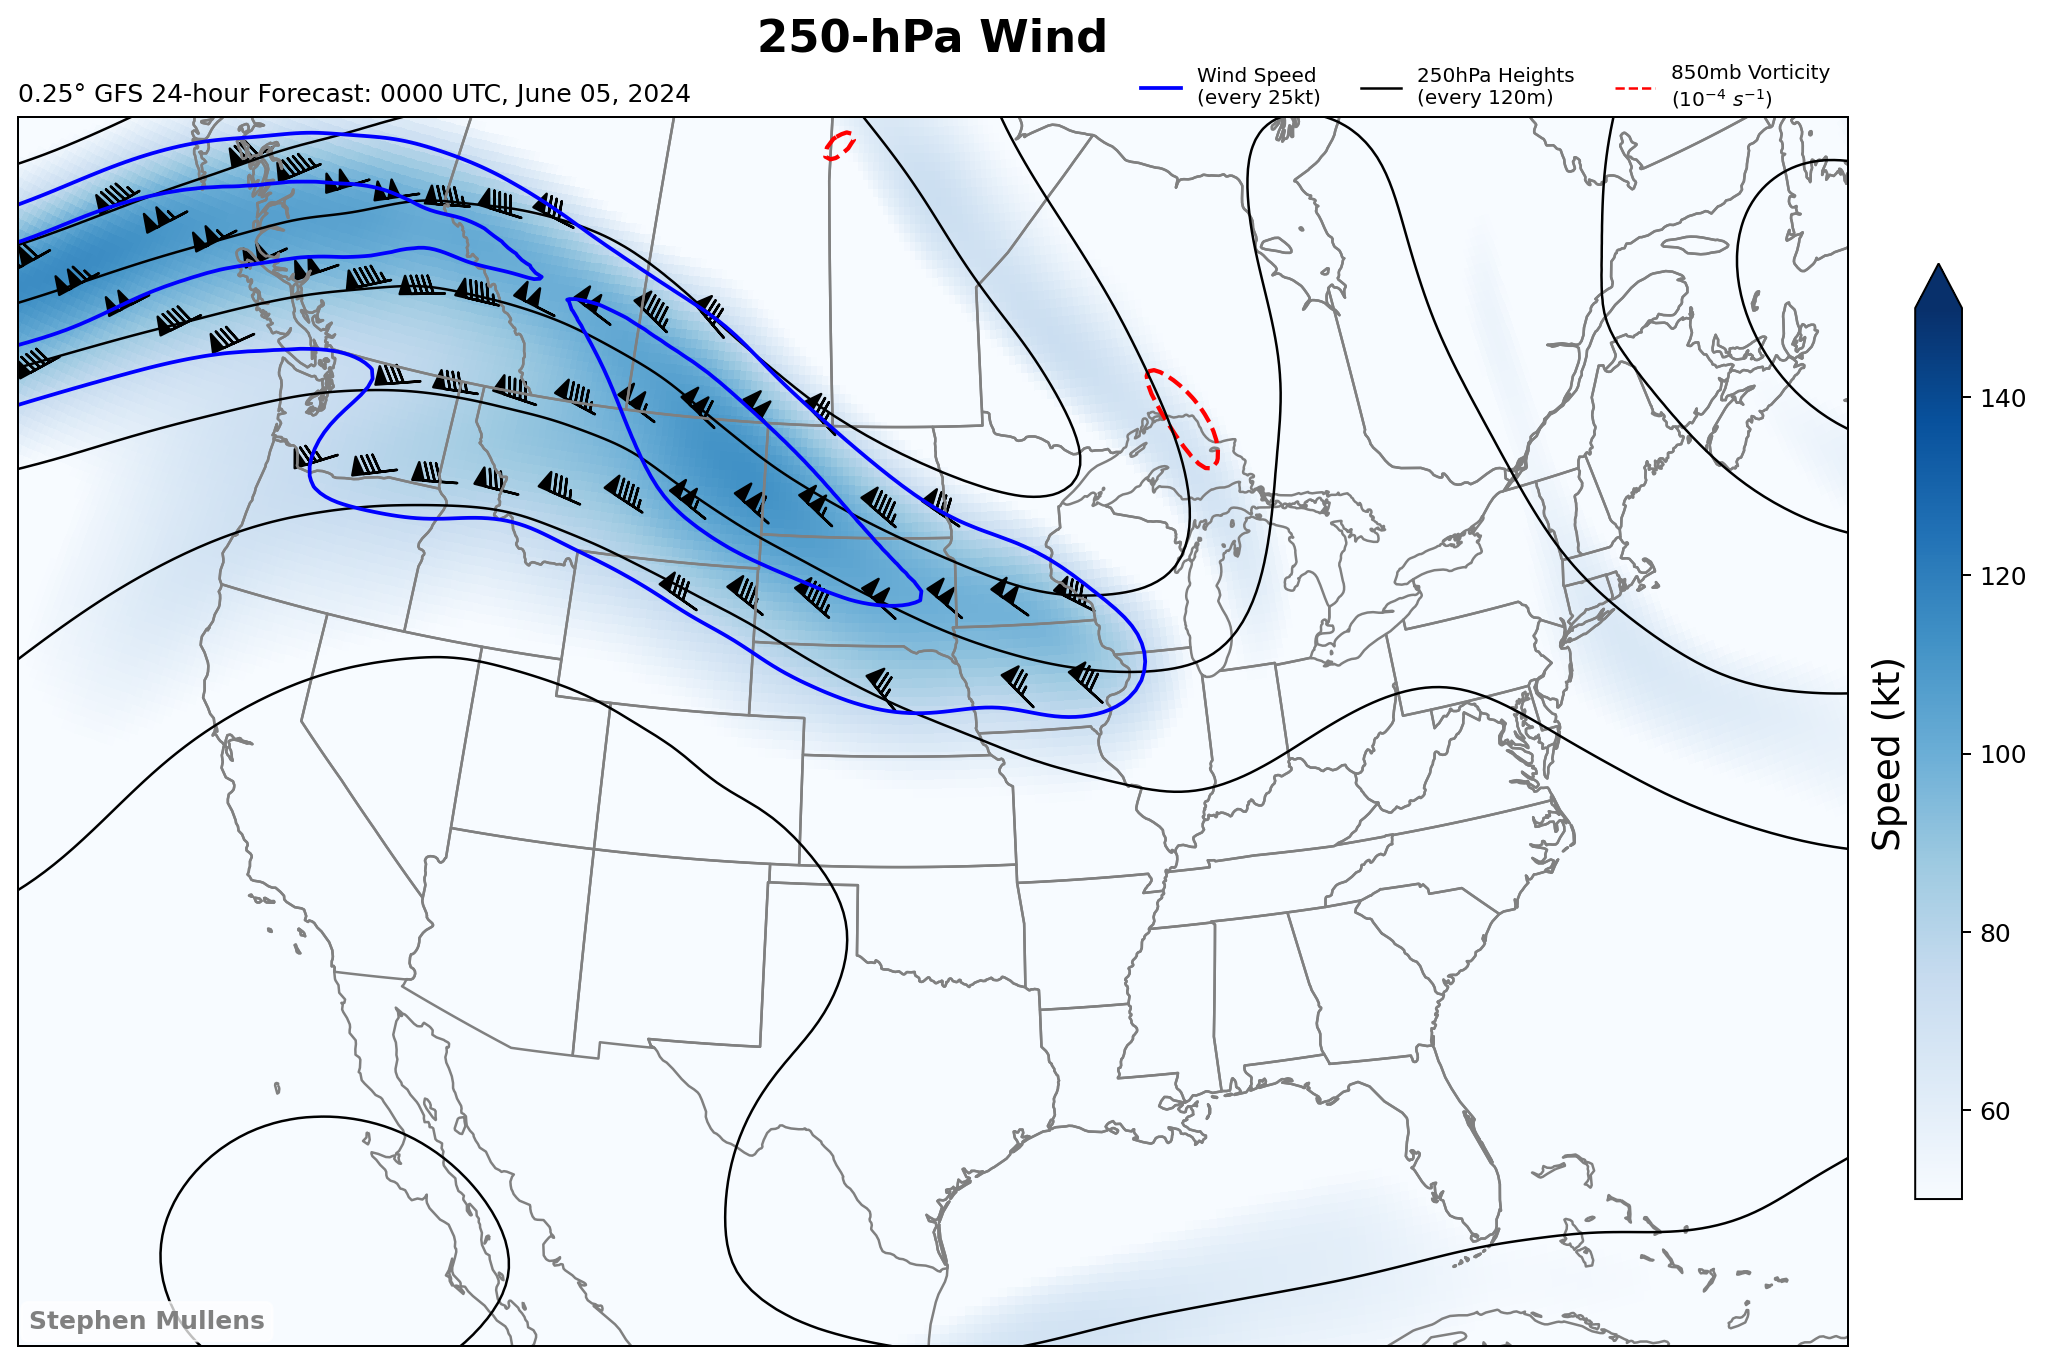 250-hPa Wind
0.25° GFS 24-hour Forecast: 0000 UTC, June 05, 2024
Wind Speed
(every 25kt)
250hPa Heights
(every 120m)
850mb Vorticity
(10⁻⁴ s⁻¹)
140
120
100
80
60
Speed (kt)
Stephen Mullens